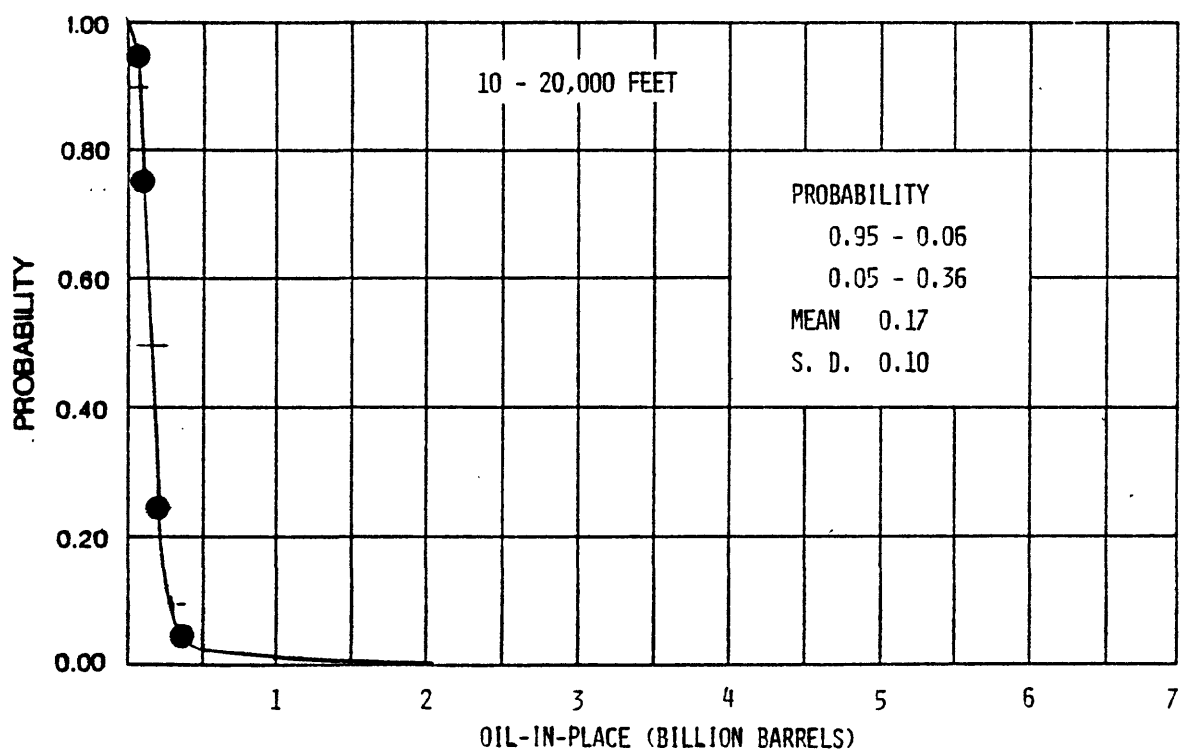 1.00
10 - 20,000 FEET
0.80
PROBABILITY
0.95 - 0.06
0.05 - 0.36
MEAN 0.17
S. D. 0.10
0.60
0.40
0.20
0.00
PROBABILITY
1 2 3 4 5 6 7
OIL-IN-PLACE (BILLION BARRELS)